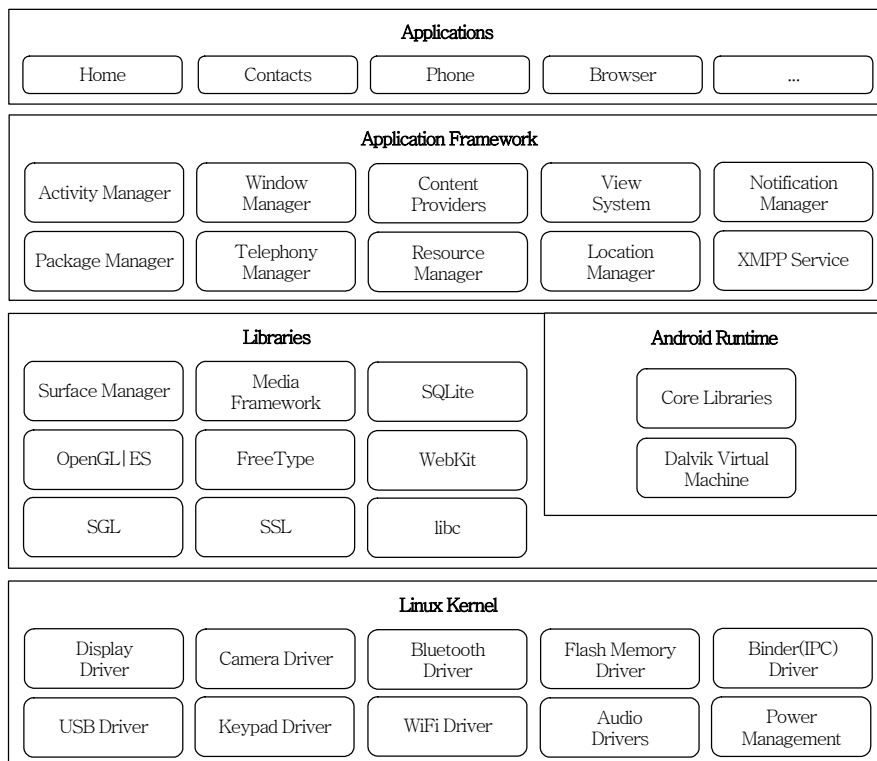 Applications
Home
Contacts
Phone
Browser
...
Application Framework
Activity Manager
Window
Manager
Content
Providers
View
System
Notification
Manager
Package Manager
Telephony
Manager
Resource
Manager
Location
Manager
XMPP Service
Libraries
Surface Manager
Media
Framework
SQLite
OpenGL|ES
FreeType
WebKit
SGL
SSL
libc
Android Runtime
Core Libraries
Dalvik Virtual
Machine
Linux Kernel
Display
Driver
Camera Driver
Bluetooth
Driver
Flash Memory
Driver
Binder(IPC)
Driver
USB Driver
Keypad Driver
WiFi Driver
Audio
Drivers
Power
Management